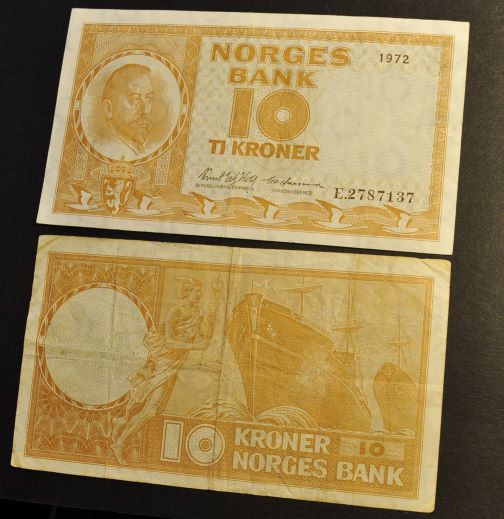 NORGES
BANK
1972
10
TI KRONER
E.2787137
10
KRONER
NORGES BANK
10